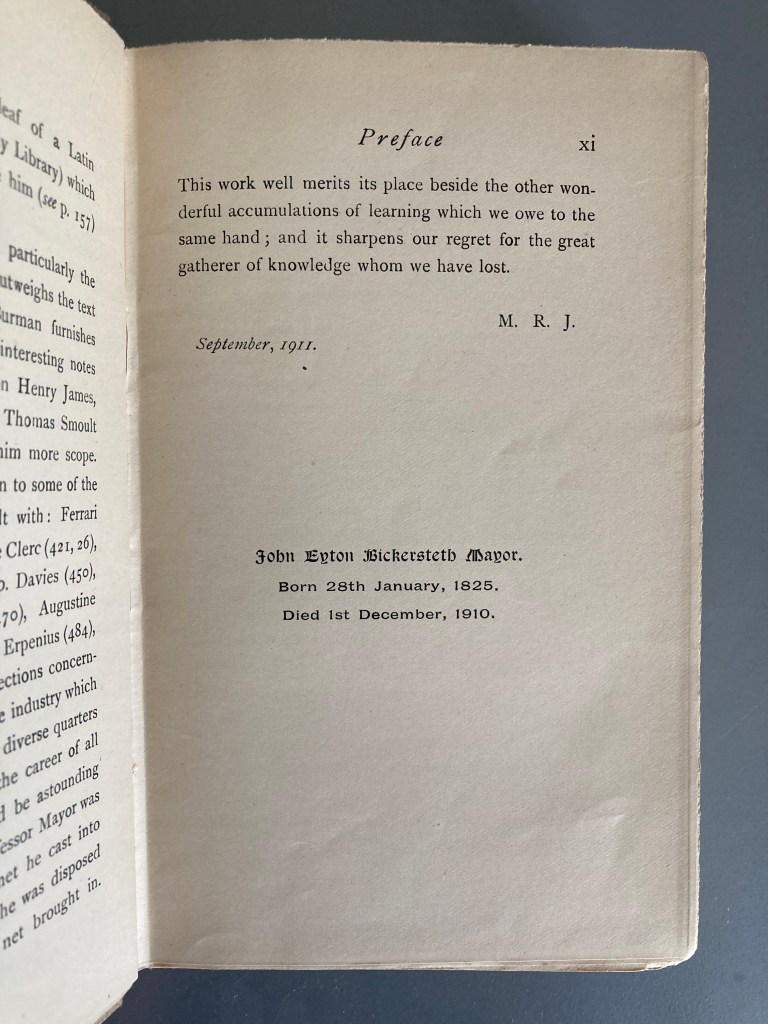 leaf of a Latin
y Library) which
him (see p. 157)
particularly the
utweighs the text
urman furnishes
interesting notes
n Henry James,
Thomas Smoult
him more scope.
n to some of the
lt with: Ferrari
Clerc (421, 26),
o. Davies (450),
70), Augustine
Erpenius (484),
ections concern-
e industry which
diverse quarters
the career of all
d be astounding
fessor Mayor was
net he cast into
he was disposed
net brought in.
Preface xi
This work well merits its place beside the other won-
derful accumulations of learning which we owe to the
same hand; and it sharpens our regret for the great
gatherer of knowledge whom we have lost.
M. R. J.
September, 1911.
John Eyton Bickersteth Mayor.
Born 28th January, 1825.
Died 1st December, 1910.